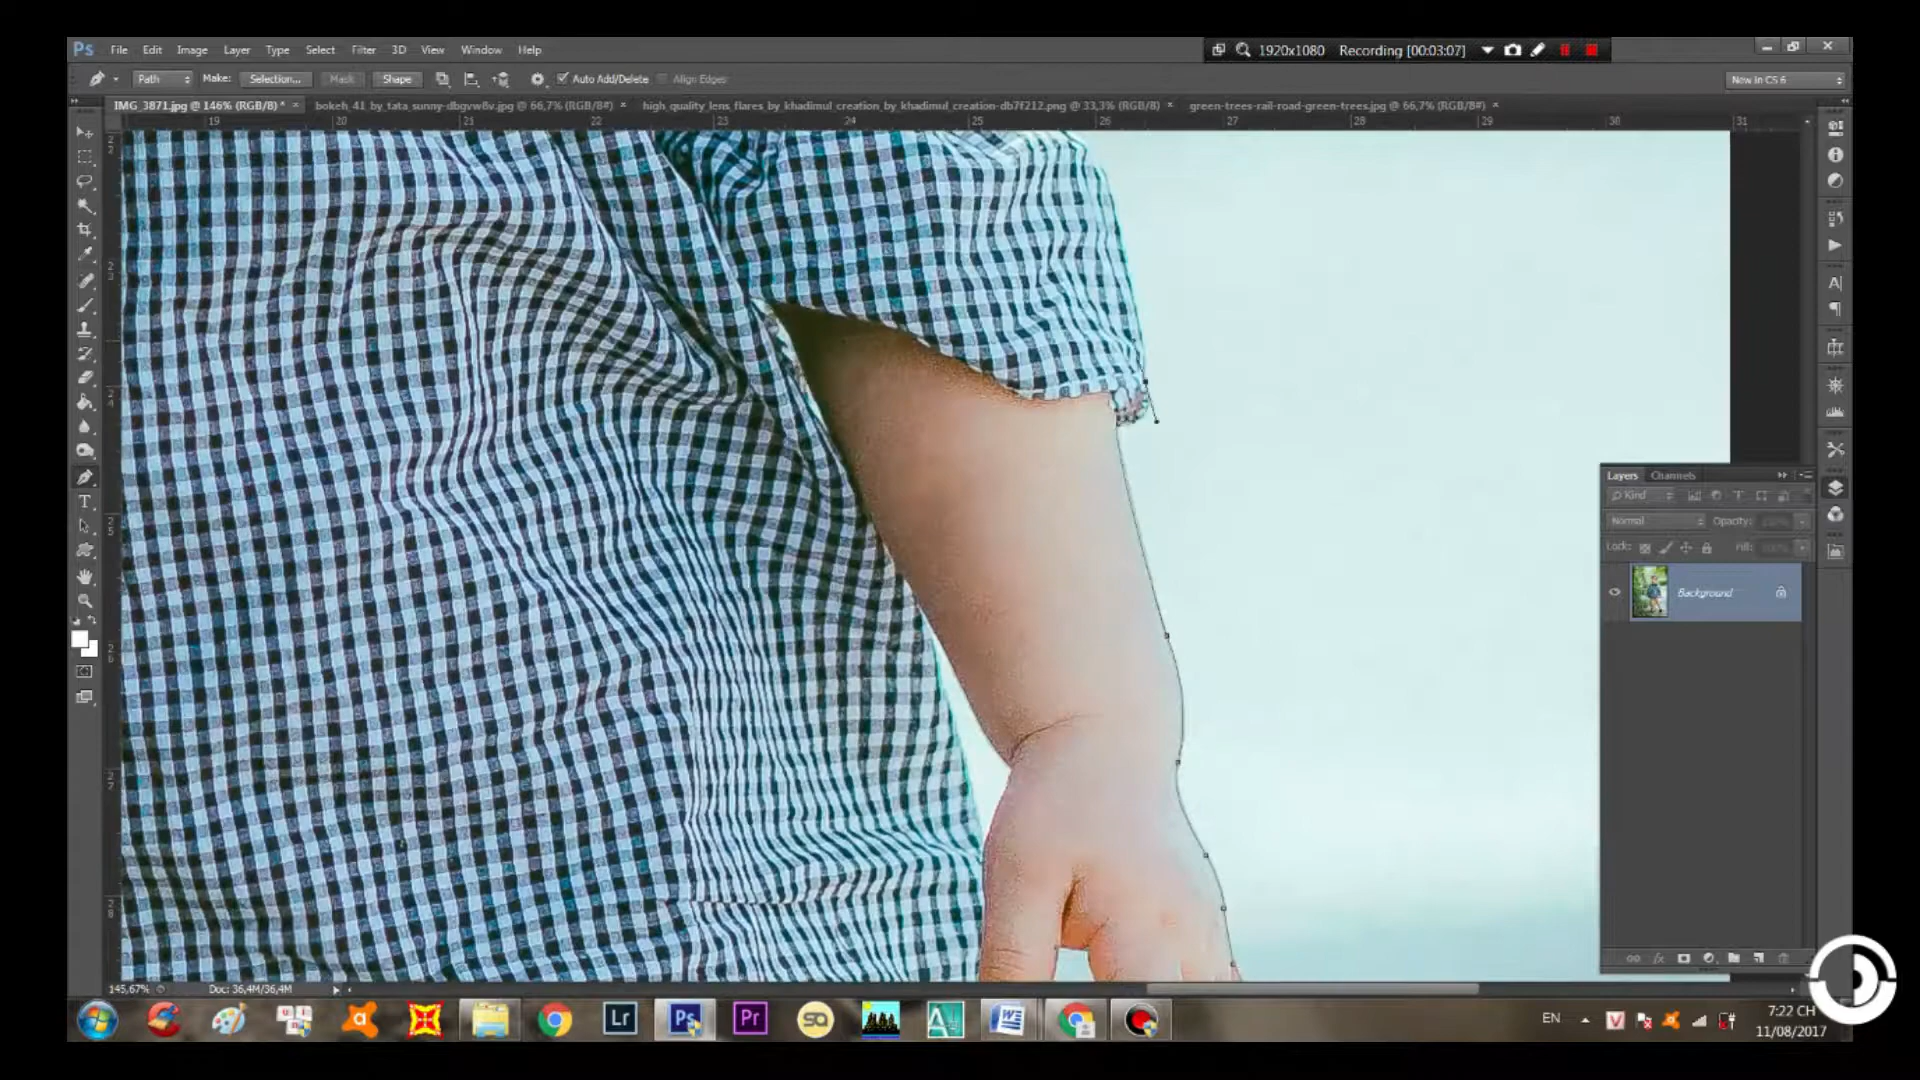 Ps File Edit Image Layer Type Select Filter 3D View Window Help
1920x1080 Recording [00:03:07]
Path Make: Selection... Mask Shape Auto Add/Delete Align Edges New in CS 6
IMG_3871.jpg @ 146% (RGB/8) * × bokeh_41_by_tata_sunny-dbgvw8v.jpg @ 66,7% (RGB/8#) × high_quality_lens_flares_by_khadimul_creation_by_khadimul_creation-db7f212.png @ 33,3% (RGB/8) × green-trees-rail-road-green-trees.jpg @ 66,7% (RGB/8#) ×
19 20 21 22 23 24 25 26 27 28 29 30 31
Layers Channels
Kind
Normal Opacity:
Lock: Fill:
Background
145,67% Doc: 36,4M/36,4M
Lr Ps Pr Au
EN 7:22 CH
11/08/2017